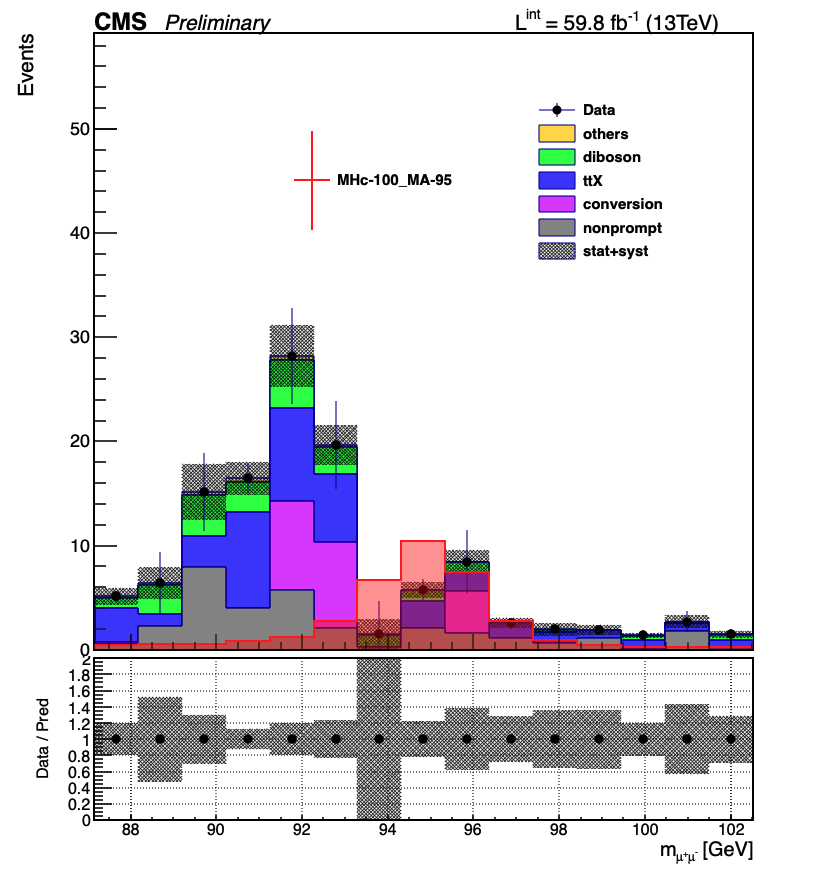 CMS Preliminary L^int = 59.8 fb^-1 (13TeV)
Events
50
40
30
20
10
0
Data
others
diboson
ttX
conversion
nonprompt
stat+syst
MHc-100_MA-95
Data / Pred
2
1.8
1.6
1.4
1.2
1
0.8
0.6
0.4
0.2
0
88 90 92 94 96 98 100 102
m_μ⁺μ⁻ [GeV]